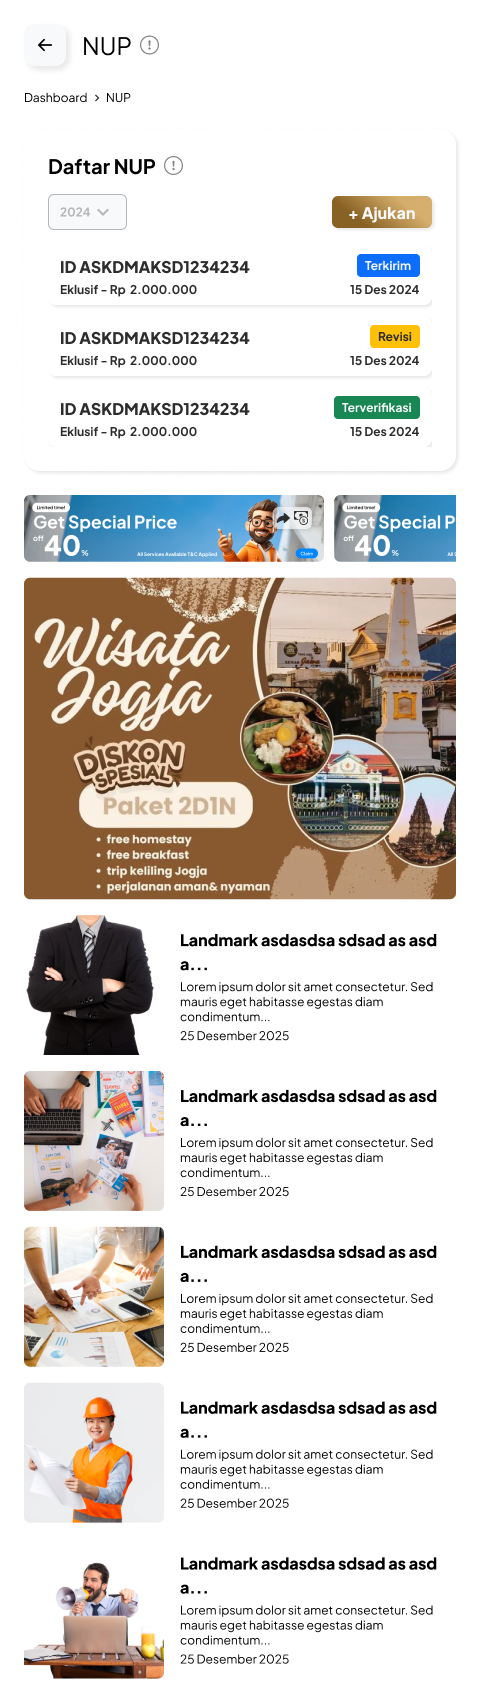 NUP
Dashboard > NUP
Daftar NUP
2024
+ Ajukan
ID ASKDMAKSD1234234
Terkirim
Eklusif - Rp 2.000.000
15 Des 2024
ID ASKDMAKSD1234234
Revisi
Eklusif - Rp 2.000.000
15 Des 2024
ID ASKDMAKSD1234234
Terverifikasi
Eklusif - Rp 2.000.000
15 Des 2024
Limited time!
Get Special Price
off 40 %
All Services Available T&C Applied
Claim
Limited time!
Get Special P
off 40 %
All S
Wisata
Jogja
DISKON
SPESIAL
Paket 2D1N
• free homestay
• free breakfast
• trip keliling Jogja
• perjalanan aman& nyaman
Landmark asdasdsa sdsad as asd
a...
Lorem ipsum dolor sit amet consectetur. Sed
mauris eget habitasse egestas diam
condimentum...
25 Desember 2025
Landmark asdasdsa sdsad as asd
a...
Lorem ipsum dolor sit amet consectetur. Sed
mauris eget habitasse egestas diam
condimentum...
25 Desember 2025
Landmark asdasdsa sdsad as asd
a...
Lorem ipsum dolor sit amet consectetur. Sed
mauris eget habitasse egestas diam
condimentum...
25 Desember 2025
Landmark asdasdsa sdsad as asd
a...
Lorem ipsum dolor sit amet consectetur. Sed
mauris eget habitasse egestas diam
condimentum...
25 Desember 2025
Landmark asdasdsa sdsad as asd
a...
Lorem ipsum dolor sit amet consectetur. Sed
mauris eget habitasse egestas diam
condimentum...
25 Desember 2025